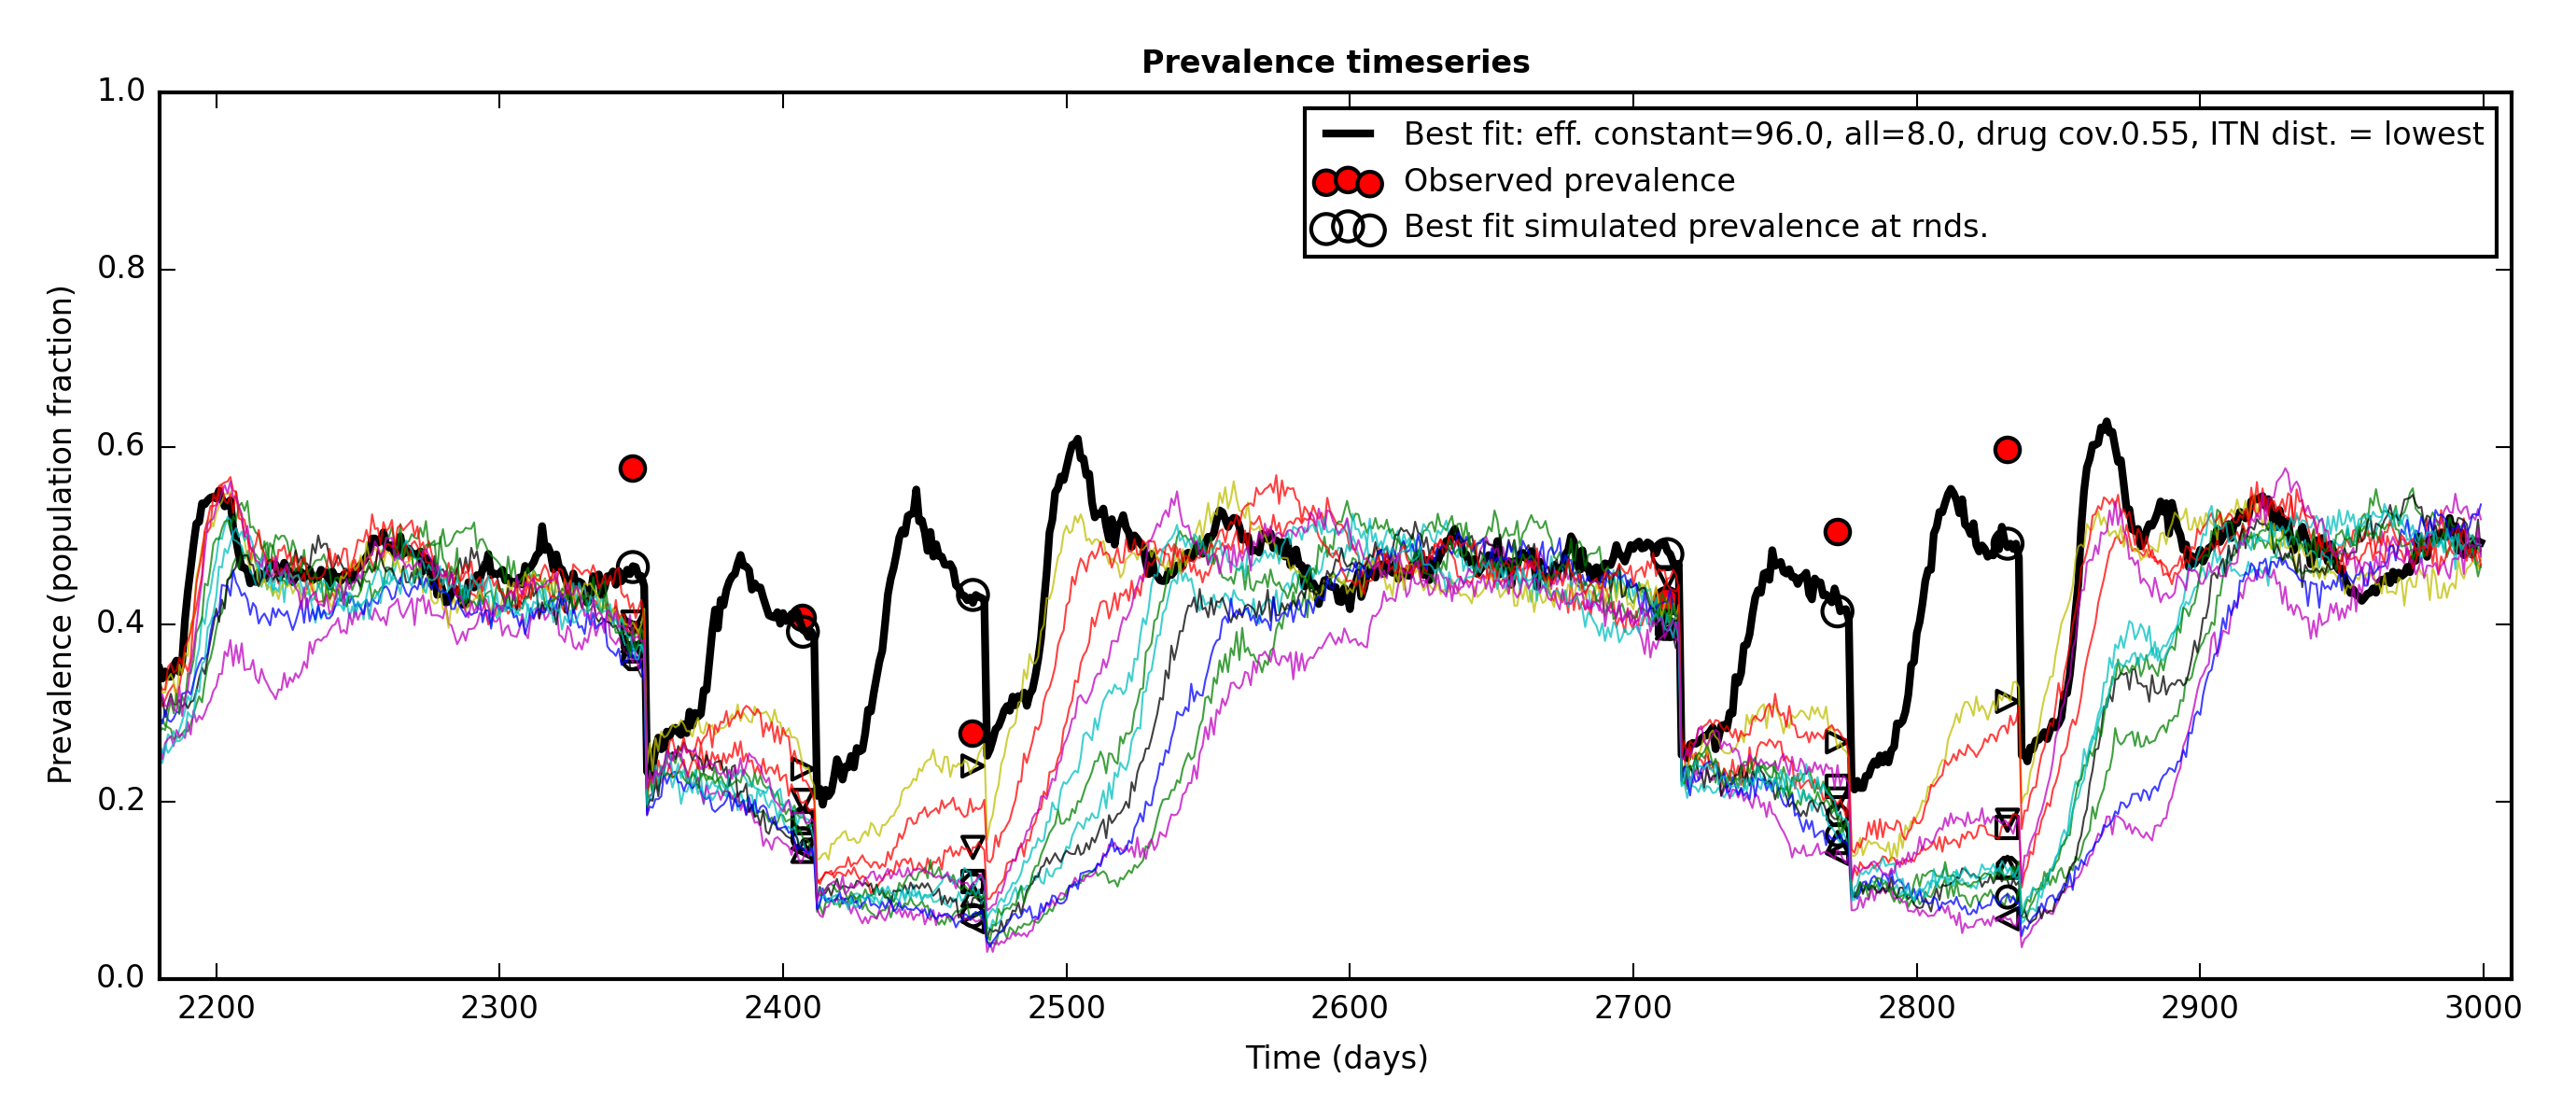 Prevalence timeseries
1.0
0.8
0.6
0.4
0.2
0.0
Prevalence (population fraction)
Best fit: eff. constant=96.0, all=8.0, drug cov.0.55, ITN dist. = lowest
Observed prevalence
Best fit simulated prevalence at rnds.
2200 2300 2400 2500 2600 2700 2800 2900 3000
Time (days)